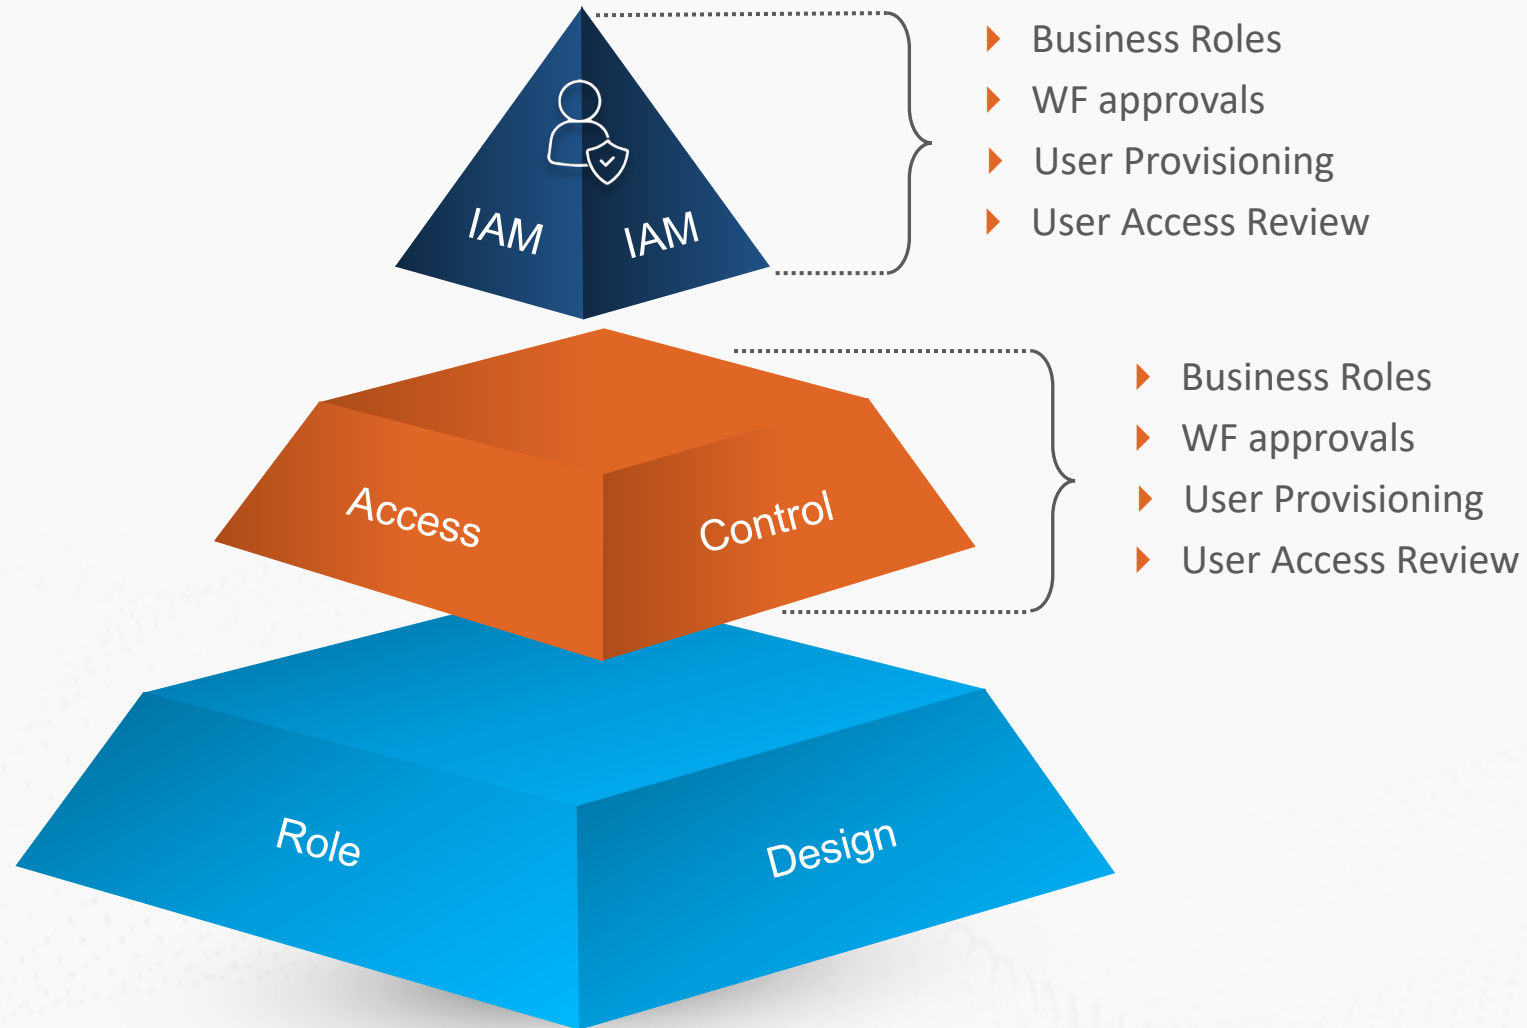 Business Roles
WF approvals
User Provisioning
User Access Review
IAM
IAM
Business Roles
WF approvals
User Provisioning
User Access Review
Access
Control
Role
Design